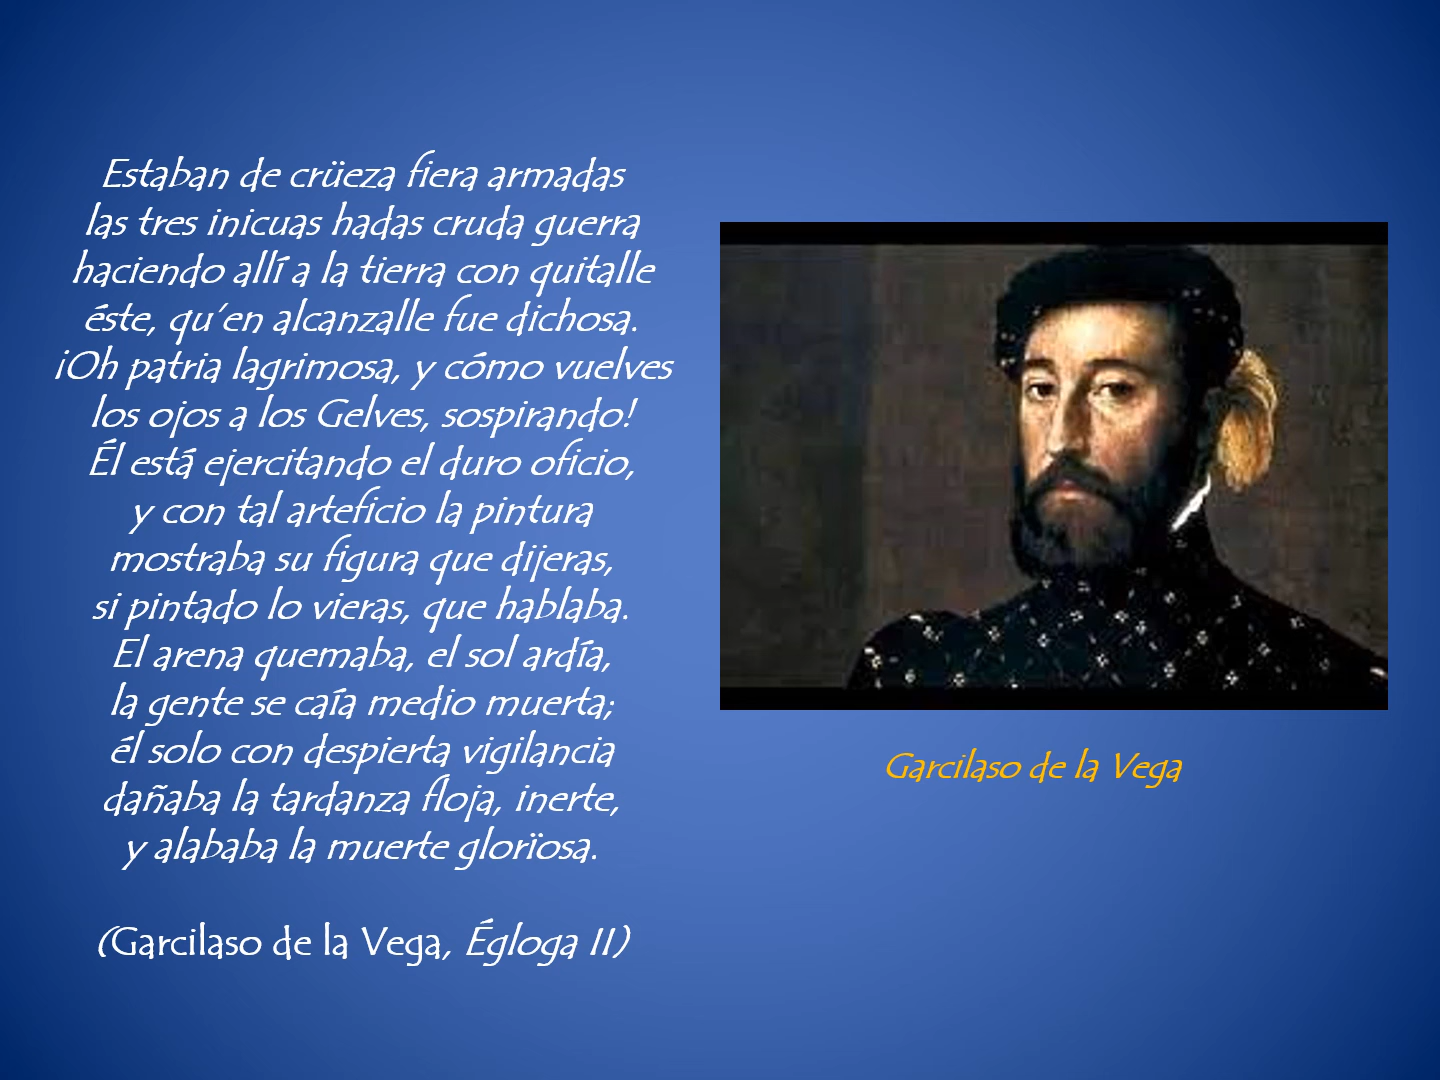 Estaban de crüeza fiera armadas
las tres inicuas hadas cruda guerra
haciendo allí a la tierra con quitalle
éste, qu'en alcanzalle fue dichosa.
¡Oh patria lagrimosa, y cómo vuelves
los ojos a los Gelves, sospirando!
Él está ejercitando el duro oficio,
y con tal arteficio la pintura
mostraba su figura que dijeras,
si pintado lo vieras, que hablaba.
El arena quemaba, el sol ardía,
la gente se caía medio muerta;
él solo con despierta vigilancia
dañaba la tardanza floja, inerte,
y alababa la muerte glorïosa.
(Garcilaso de la Vega, Égloga II)
Garcilaso de la Vega